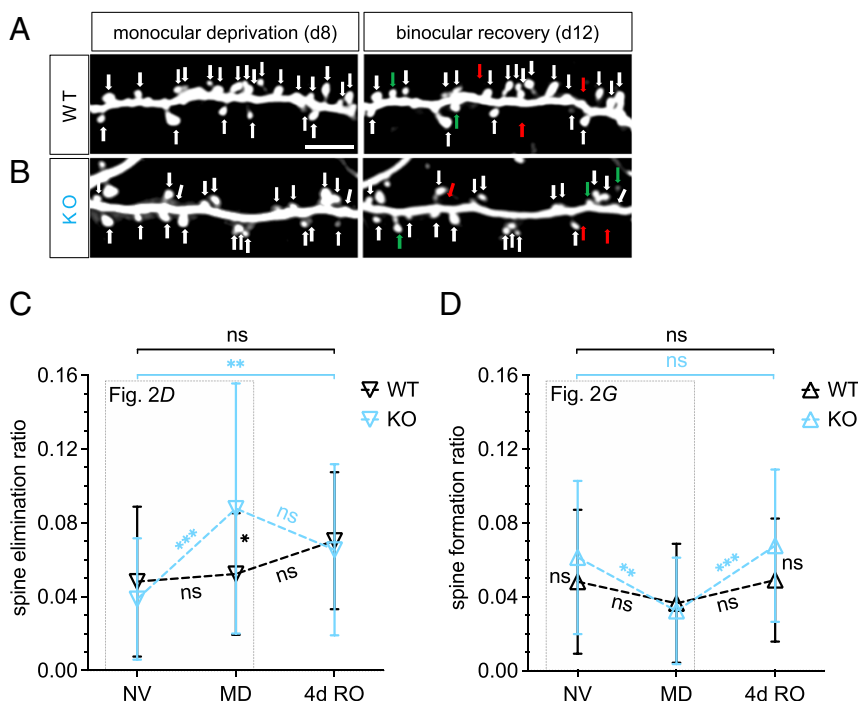 A
monocular deprivation (d8)
binocular recovery (d12)
WT
B
KO
C
ns
**
0.16
0.12
0.08
0.04
0.00
spine elimination ratio
Fig. 2D
WT
KO
***
*
ns
ns
ns
NV
MD
4d RO
D
ns
ns
0.16
0.12
0.08
0.04
0.00
spine formation ratio
Fig. 2G
WT
KO
**
***
ns
ns
ns
ns
NV
MD
4d RO